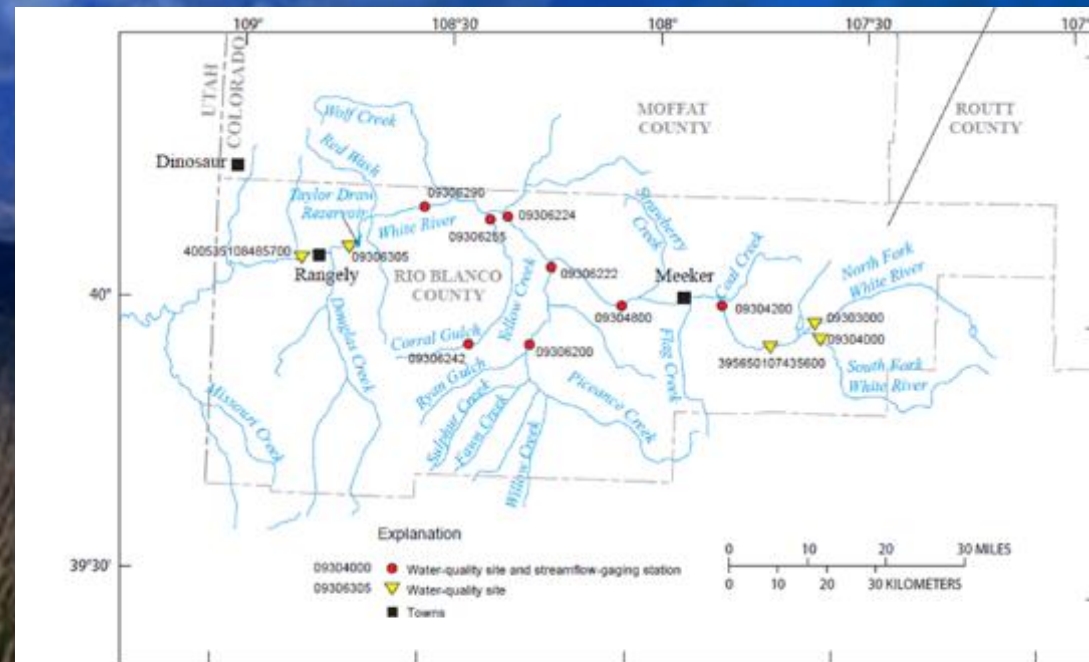 109°
108°30'
108°
107°30'
107°
UTAH
COLORADO
MOFFAT
COUNTY
ROUTT
COUNTY
Wolf Creek
Red Wash
Dinosaur
Taylor Draw
Reservoir
09306290
White River
09306224
09306255
Strawberry
Creek
400535108485700
09306305
Rangely
RIO BLANCO
COUNTY
Yellow Creek
09306222
Meeker
Coal Creek
North Fork
White River
40°
09304800
09304200
09303000
09304000
Douglas Creek
Corral Gulch
09306242
09306200
Flag Creek
395650107435600
South Fork
White River
Ryan Gulch
Piceance Creek
Missouri Creek
Sulphur Creek
Fawn Creek
Willow Creek
Explanation
39°30'
09304000 Water-quality site and streamflow-gaging station
09306305 Water-quality site
Towns
0 10 20 30 MILES
0 10 20 30 KILOMETERS